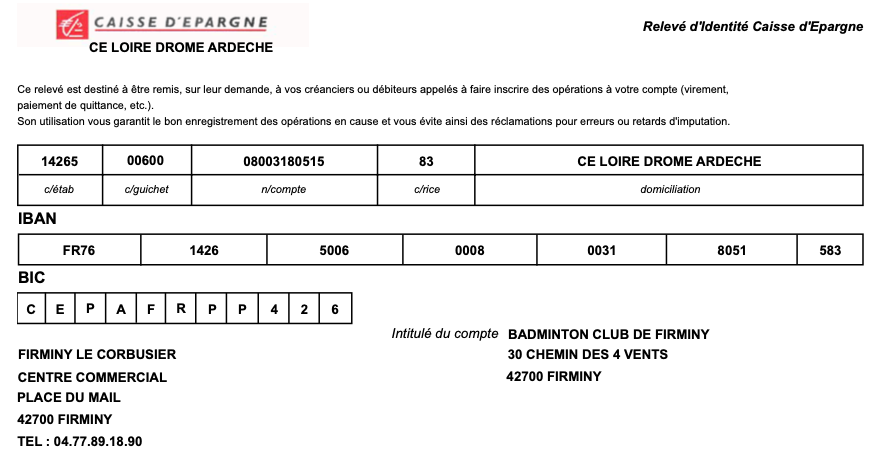 CAISSE D'EPARGNE
CE LOIRE DROME ARDECHE
Relevé d'Identité Caisse d'Epargne
Ce relevé est destiné à être remis, sur leur demande, à vos créanciers ou débiteurs appelés à faire inscrire des opérations à votre compte (virement,
paiement de quittance, etc.).
Son utilisation vous garantit le bon enregistrement des opérations en cause et vous évite ainsi des réclamations pour erreurs ou retards d'imputation.
14265 00600 08003180515 83 CE LOIRE DROME ARDECHE
c/étab c/guichet n/compte c/rice domiciliation
IBAN
FR76 1426 5006 0008 0031 8051 583
BIC
C E P A F R P P 4 2 6
Intitulé du compte BADMINTON CLUB DE FIRMINY
30 CHEMIN DES 4 VENTS
42700 FIRMINY
FIRMINY LE CORBUSIER
CENTRE COMMERCIAL
PLACE DU MAIL
42700 FIRMINY
TEL : 04.77.89.18.90